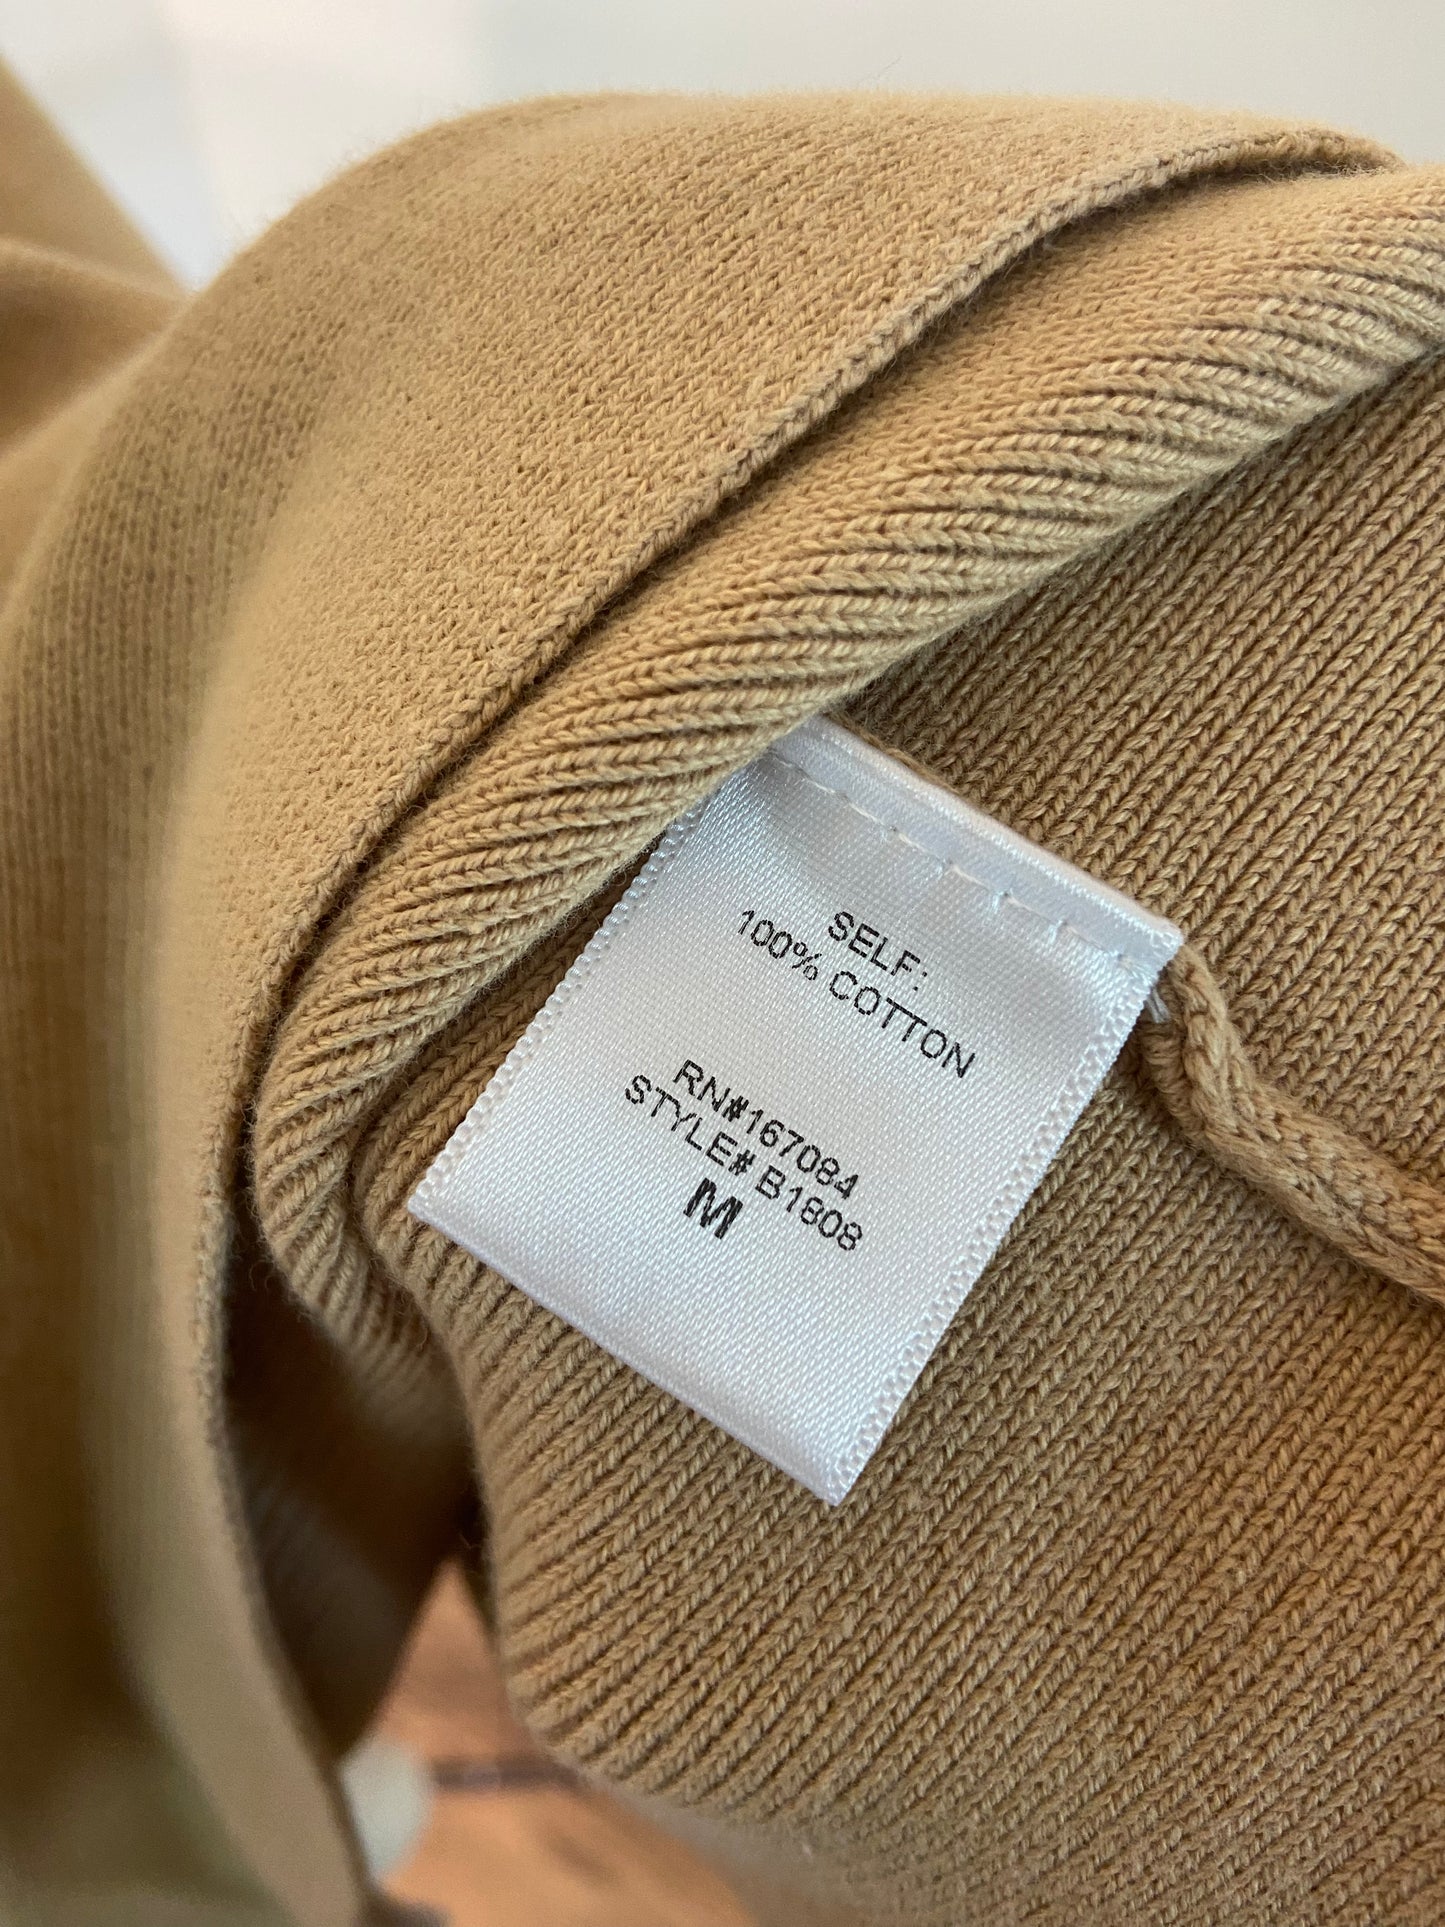 SELF:
100% COTTON
RN#167084
STYLE# B1808
M